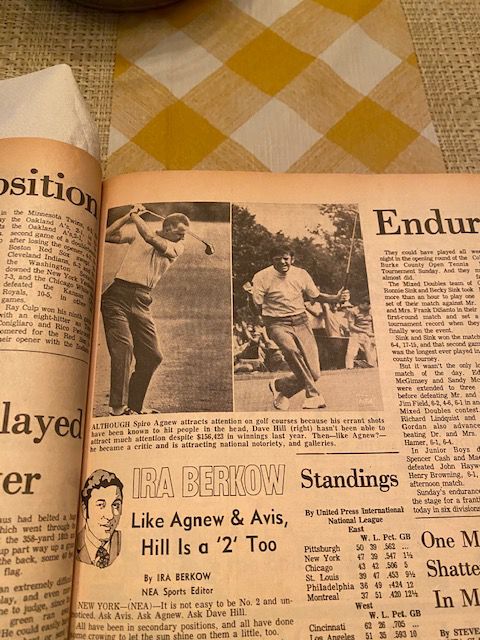 osition
in the Minnesota Twins
the Oakland A's,
second game of a
after losing the
Boston Red Sox
Cleveland Indians,
the Washington
downed the New York
7-3, and the Chicago
defeated the Kansas
Royals, 10-5, in
games.
Ray Culp won his ninth
with an eight-hitter as
Conigliaro and Rico
homered for the Red
their opener with the
layed
er
aus had belted a
which went through
the 358-yard 18th
up part way up a
the back, some
flag.
an extremely difficult
play, and even
to judge, since
green ran
He could easily
ALTHOUGH Spiro Agnew attracts attention on golf courses because his errant shots
have been known to hit people in the head, Dave Hill (right) hasn't been able to
attract much attention despite $156,423 in winnings last year. Then—like Agnew?—
he became a critic and is attracting national notoriety, and galleries.
IRA BERKOW
Like Agnew & Avis,
Hill Is a '2' Too
By IRA BERKOW
NEA Sports Editor
NEW YORK—(NEA)—It is not easy to be No. 2 and un-
noticed. Ask Avis. Ask Agnew. Ask Dave Hill.
All have been in secondary positions, and all have done
some crowing to let the sun shine on them a little, too.
Standings
By United Press International
National League
East
W. L. Pct. GB
Pittsburgh 50 39 .562 ...
New York 47 39 .547 1½
Chicago 43 42 .506 5
St. Louis 39 47 .453 9½
Philadelphia 36 49 .424 12
Montreal 37 51 .420 12½
West
W. L. Pct. GB
Cincinnati 62 26 .705 ...
Los Angeles 51 35 .593 10
Endur
They could have played all
night in the opening round of the
Burke County Open Tennis
Tournament Sunday. And they
almost did.
The Mixed Doubles team of
Ronnie Sink and Becky Sink took
more than an hour to play one
set of their match against Mr.
and Mrs. Frank DiSanto in their
first-round match and set a
tournament record when they
finally won the event.
Sink and Sink won the match
6-4, 17-15, and that second game
was the longest ever played in
county tourney.
But it wasn't the only
match of the day.
McGimsey and Sandy
were extended to three
before defeating Mr. and
Jim Field, 6-2, 4-6, 6-1 in
Mixed Doubles contest.
Richard Lindquist and
Gordan also advanced
beating Dr. and Mrs.
Hamer, 6-1, 6-4.
In Junior Boys
Spencer Cash and
defeated John
Henry Browning, 6-1,
afternoon match.
Sunday's endurance
the stage for a
today in six divisions
One M
Shatte
In M
By STEVE